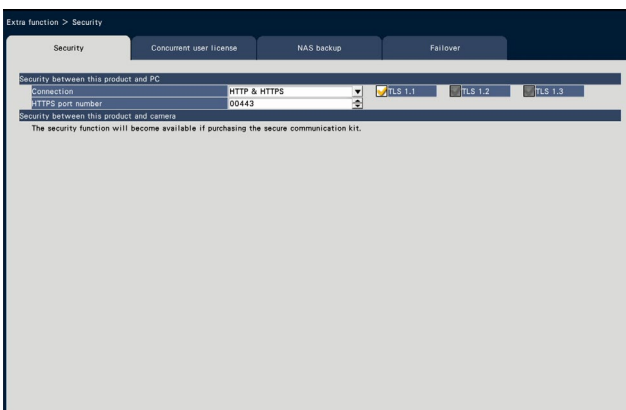 Extra function > Security
Security Concurrent user license NAS backup Failover
Security between this product and PC
Connection HTTP & HTTPS TLS 1.1 TLS 1.2 TLS 1.3
HTTPS port number 00443
Security between this product and camera
The security function will become available if purchasing the secure communication kit.